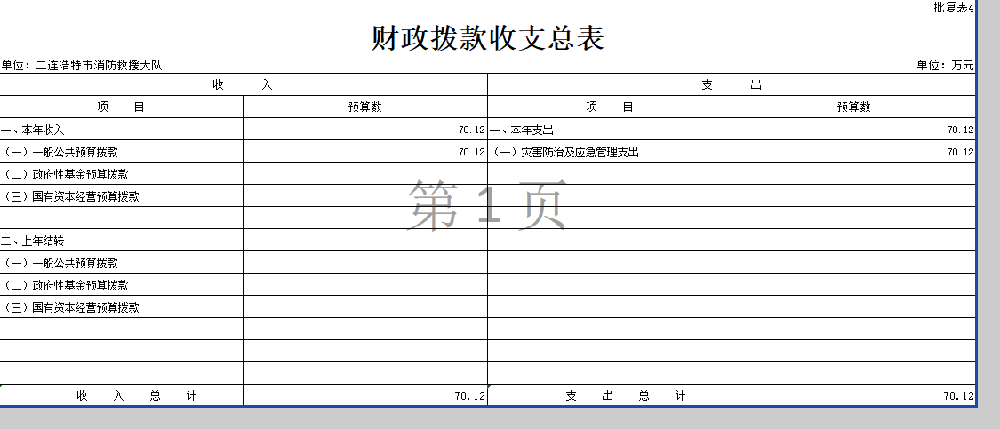 批复表4
财政拨款收支总表
单位：二连浩特市消防救援大队 单位：万元
收 入 支 出
项 目 预算数 项 目 预算数
一、本年收入 70.12 一、本年支出 70.12
（一）一般公共预算拨款 70.12 （一）灾害防治及应急管理支出 70.12
（二）政府性基金预算拨款
（三）国有资本经营预算拨款
第 1 页
二、上年结转
（一）一般公共预算拨款
（二）政府性基金预算拨款
（三）国有资本经营预算拨款
收 入 总 计 70.12 支 出 总 计 70.12